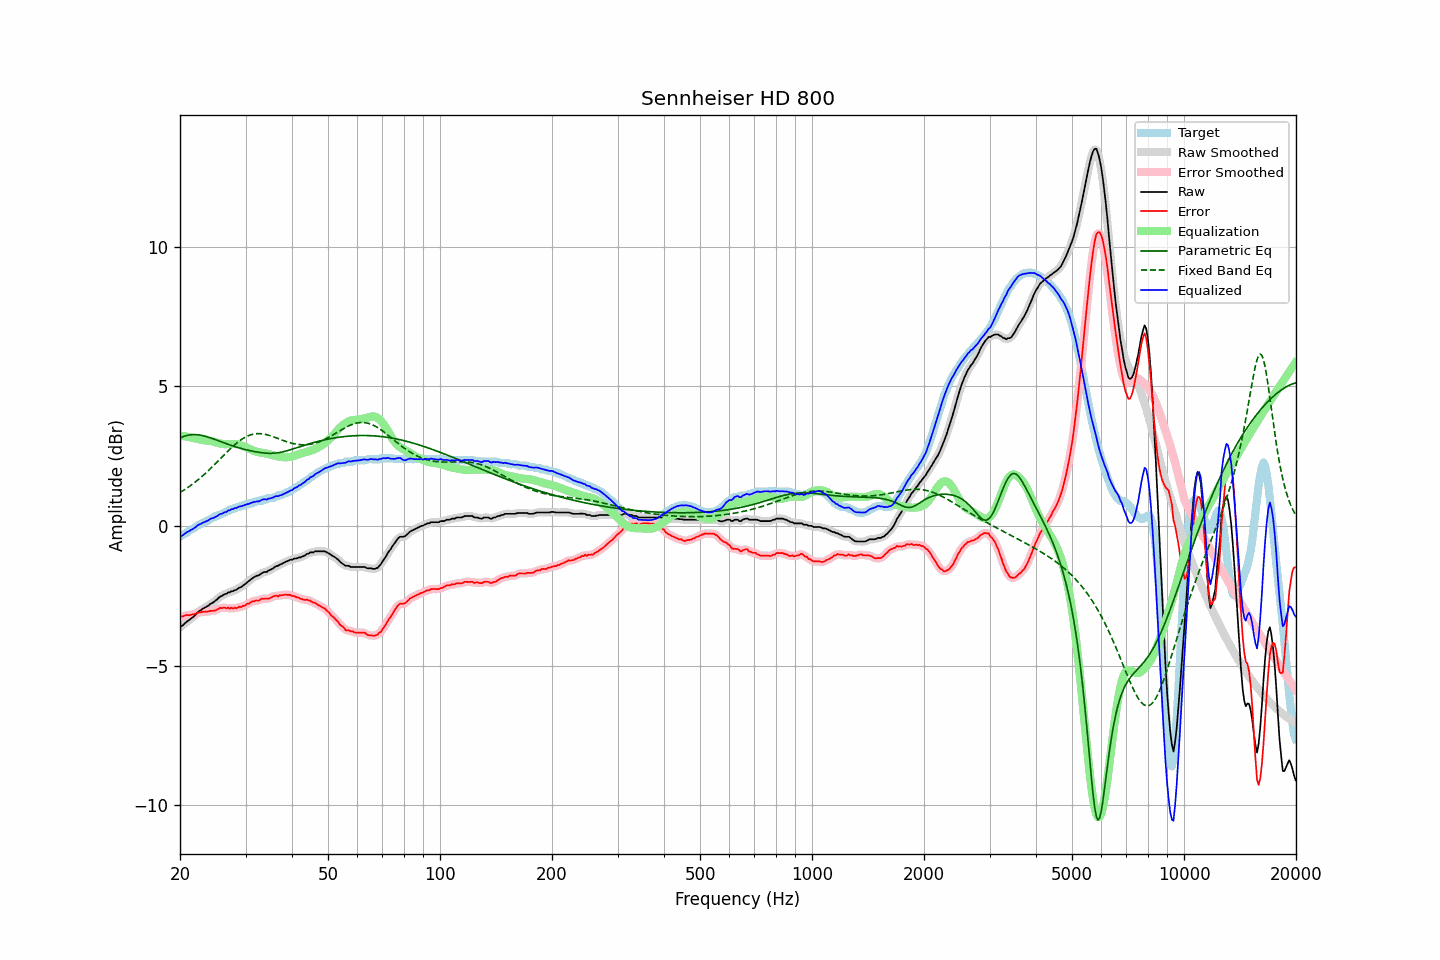 Sennheiser HD 800
Target
Raw Smoothed
Error Smoothed
Raw
Error
Equalization
Parametric Eq
Fixed Band Eq
Equalized
Amplitude (dBr)
10
5
0
−5
−10
20 50 100 200 500 1000 2000 5000 10000 20000
Frequency (Hz)